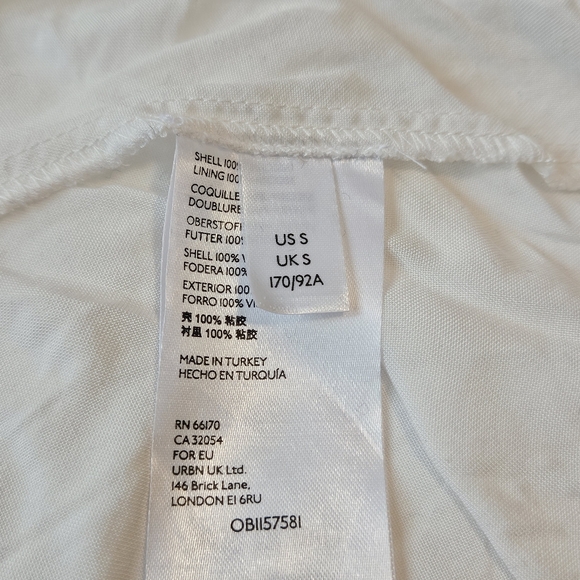 SHELL 100%
LINING 100
COQUILLE
DOUBLURE
OBERSTOFF
FUTTER 100%
SHELL 100% V
FODERA 100%
EXTERIOR 100
FORRO 100% VI
壳 100% 粘胶
衬里 100% 粘胶
MADE IN TURKEY
HECHO EN TURQUÍA
RN 66170
CA 32054
FOR EU
URBN UK Ltd.
146 Brick Lane,
LONDON E1 6RU
OB1157581
US S
UK S
170/92A